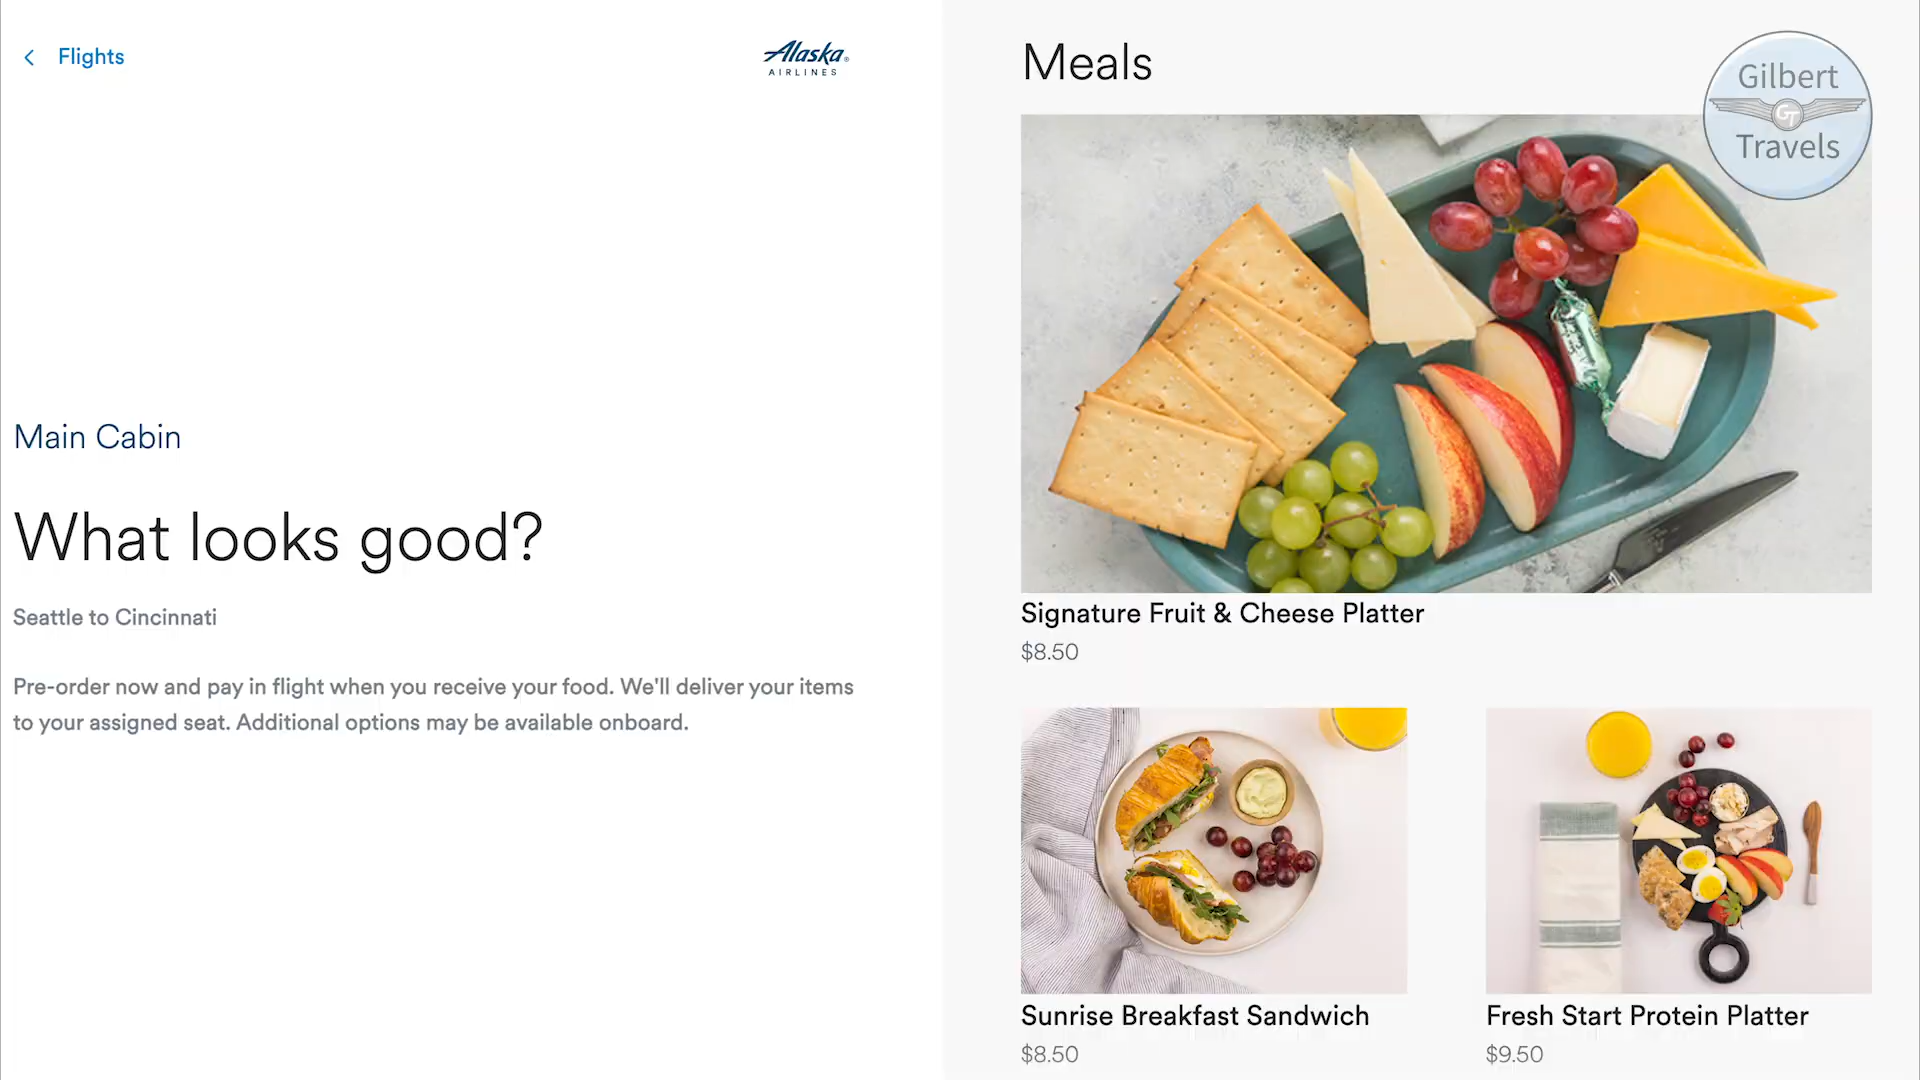 Flights
Alaska
AIRLINES
Main Cabin
What looks good?
Seattle to Cincinnati
Pre-order now and pay in flight when you receive your food. We'll deliver your items
to your assigned seat. Additional options may be available onboard.
Meals
Gilbert
GT
Travels
Signature Fruit & Cheese Platter
$8.50
Sunrise Breakfast Sandwich
$8.50
Fresh Start Protein Platter
$9.50